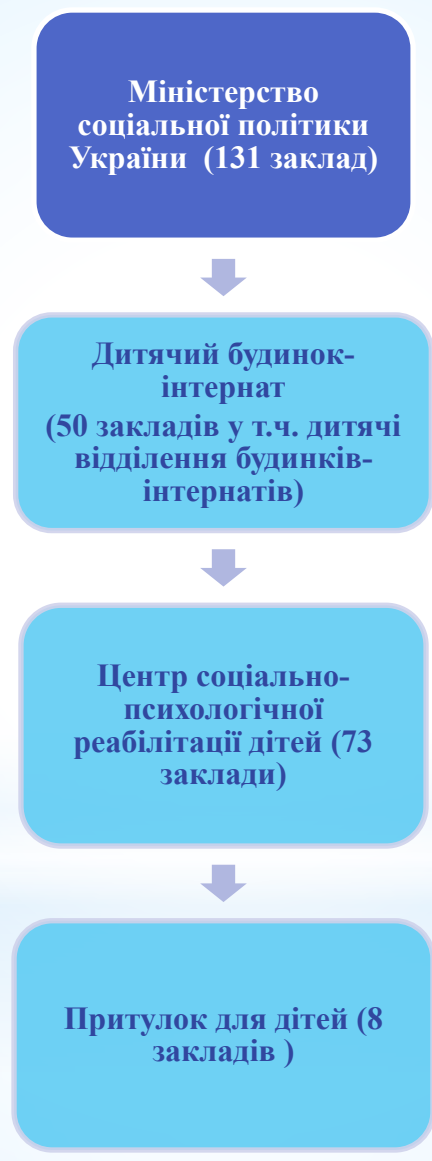 Міністерство
соціальної політики
України (131 заклад)
Дитячий будинок-
інтернат
(50 закладів у т.ч. дитячі
відділення будинків-
інтернатів)
Центр соціально-
психологічної
реабілітації дітей (73
заклади)
Притулок для дітей (8
закладів )